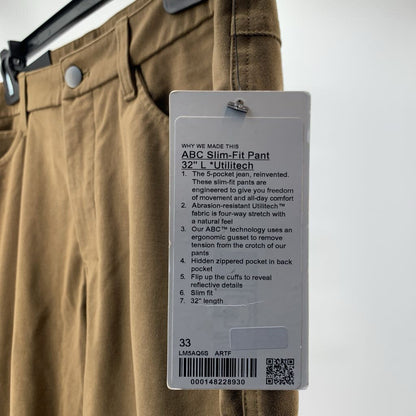 WHY WE MADE THIS
ABC Slim-Fit Pant
32" L *Utilitech
1. The 5-pocket jean, reinvented.
These slim-fit pants are
engineered to give you freedom
of movement and all-day comfort
2. Abrasion-resistant Utilitech™
fabric is four-way stretch with
a natural feel
3. Our ABC™ technology uses an
ergonomic gusset to remove
tension from the crotch of our
pants
4. Hidden zippered pocket in back
pocket
5. Flip up the cuffs to reveal
reflective details
6. Slim fit
7. 32" length
33
LM5AQ6S ARTF
000148228930